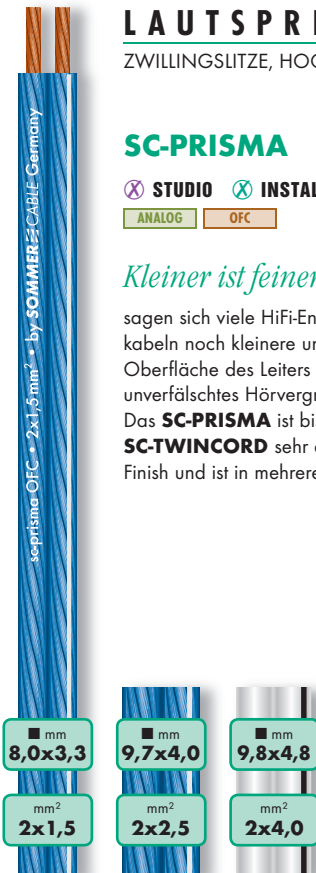 LAUTSPR
ZWILLINGSLITZE, HOC
SC-PRISMA
STUDIO INSTAL
ANALOG OFC
Kleiner ist feiner
sagen sich viele HiFi-En
kabeln noch kleinere un
Oberfläche des Leiters
unverfälschtes Hörvergn
Das SC-PRISMA ist bi
SC-TWINCORD sehr
Finish und ist in mehrere
sc-prisma OFC • 2x1,5 mm² • by SOMMER CABLE Germany
■ mm
8,0x3,3
■ mm
9,7x4,0
■ mm
9,8x4,8
mm²
2x1,5
mm²
2x2,5
mm²
2x4,0